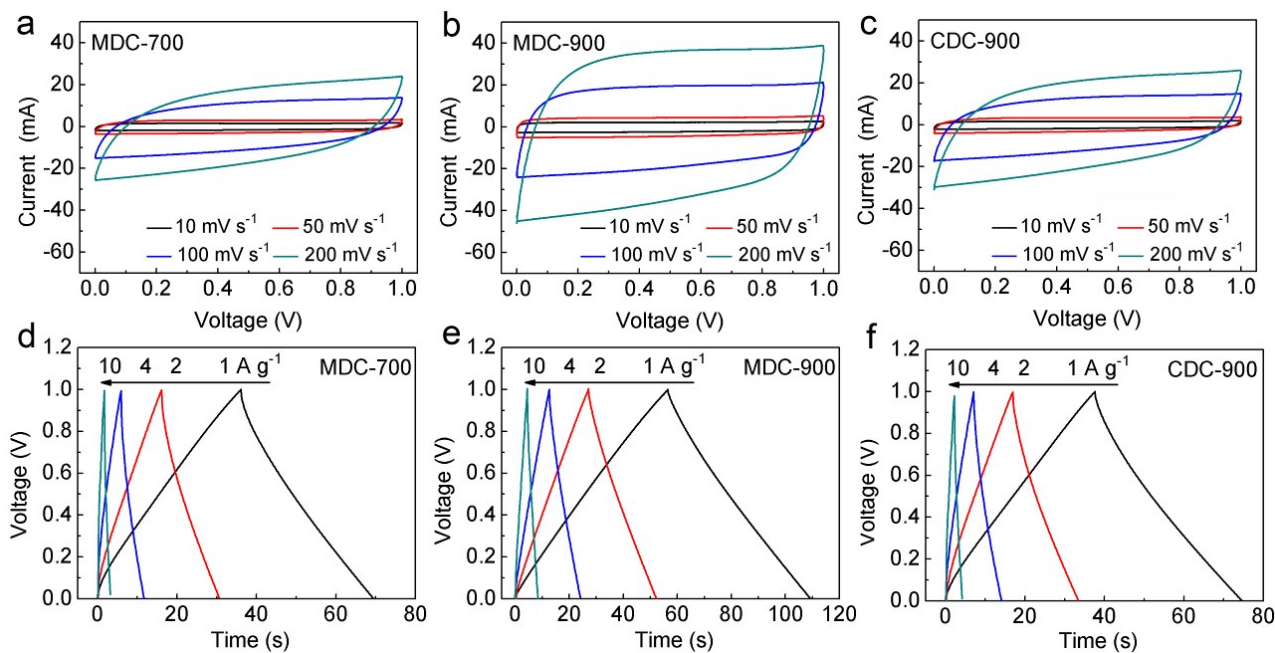 a
MDC-700
40
20
0
-20
-40
-60
Current (mA)
10 mV s⁻¹ 50 mV s⁻¹
100 mV s⁻¹ 200 mV s⁻¹
0.0 0.2 0.4 0.6 0.8 1.0
Voltage (V)
b
MDC-900
40
20
0
-20
-40
-60
Current (mA)
10 mV s⁻¹ 50 mV s⁻¹
100 mV s⁻¹ 200 mV s⁻¹
0.0 0.2 0.4 0.6 0.8 1.0
Voltage (V)
c
CDC-900
40
20
0
-20
-40
-60
Current (mA)
10 mV s⁻¹ 50 mV s⁻¹
100 mV s⁻¹ 200 mV s⁻¹
0.0 0.2 0.4 0.6 0.8 1.0
Voltage (V)
d
1.2
1.0
0.8
0.6
0.4
0.2
0.0
Voltage (V)
10 4 2 1 A g⁻¹
MDC-700
0 20 40 60 80
Time (s)
e
1.2
1.0
0.8
0.6
0.4
0.2
0.0
Voltage (V)
10 4 2 1 A g⁻¹
MDC-900
0 20 40 60 80 100 120
Time (s)
f
1.2
1.0
0.8
0.6
0.4
0.2
0.0
Voltage (V)
10 4 2 1 A g⁻¹
CDC-900
0 20 40 60 80
Time (s)